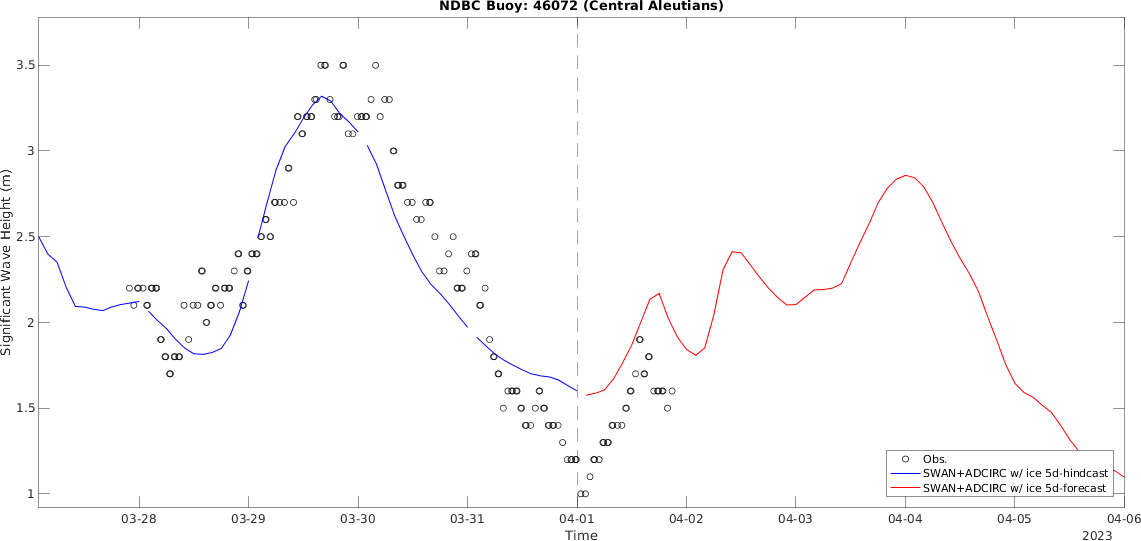 NDBC Buoy: 46072 (Central Aleutians)
Significant Wave Height (m)
3.5
3
2.5
2
1.5
1
Obs.
SWAN+ADCIRC w/ ice 5d-hindcast
SWAN+ADCIRC w/ ice 5d-forecast
03-28 03-29 03-30 03-31 04-01 04-02 04-03 04-04 04-05 04-06
Time
2023